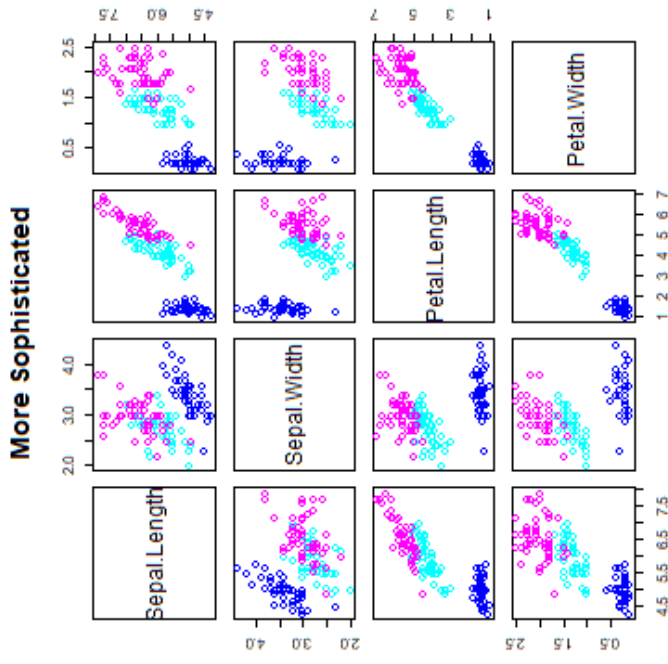 More Sophisticated
2.0 3.0 4.0 0.5 1.5 2.5
Sepal.Length
4.5 6.0 7.5
2.0 3.0 4.0
Sepal.Width
Petal.Length
1 3 5 7
0.5 1.5 2.5
Petal.Width
4.5 5.5 6.5 7.5 1 2 3 4 5 6 7